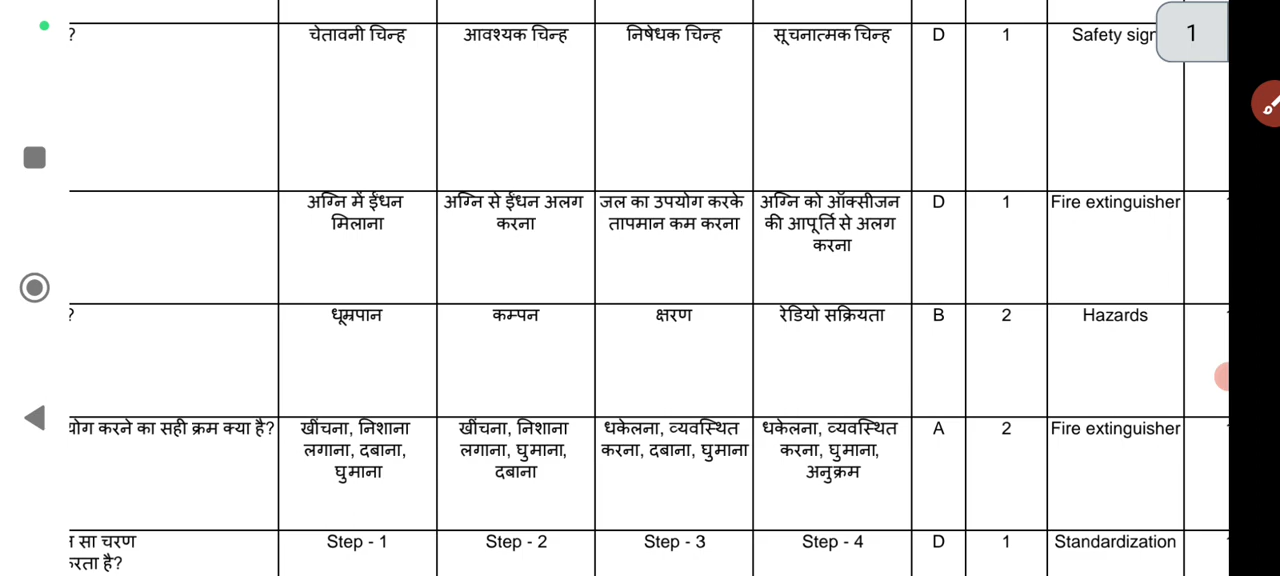 ?
चेतावनी चिन्ह
आवश्यक चिन्ह
निषेधक चिन्ह
सूचनात्मक चिन्ह
D
1
Safety sign
1
अग्नि में ईंधन
मिलाना
अग्नि से ईंधन अलग
करना
जल का उपयोग करके
तापमान कम करना
अग्नि को ऑक्सीजन
की आपूर्ति से अलग
करना
D
1
Fire extinguisher
?
धूम्रपान
कम्पन
क्षरण
रेडियो सक्रियता
B
2
Hazards
करने का सही क्रम क्या है?
खींचना, निशाना
लगाना, दबाना,
घुमाना
खींचना, निशाना
लगाना, घुमाना,
दबाना
धकेलना, व्यवस्थित
करना, दबाना, घुमाना
धकेलना, व्यवस्थित
करना, घुमाना,
अनुक्रम
A
2
Fire extinguisher
सा चरण
है?
Step - 1
Step - 2
Step - 3
Step - 4
D
1
Standardization